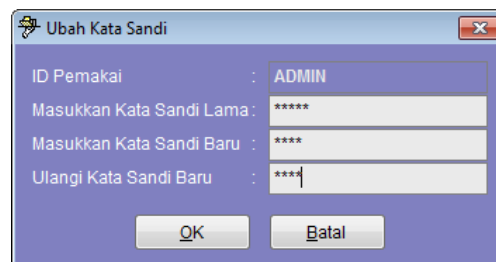 Ubah Kata Sandi
ID Pemakai : ADMIN
Masukkan Kata Sandi Lama : *****
Masukkan Kata Sandi Baru : ****
Ulangi Kata Sandi Baru : ****
OK Batal